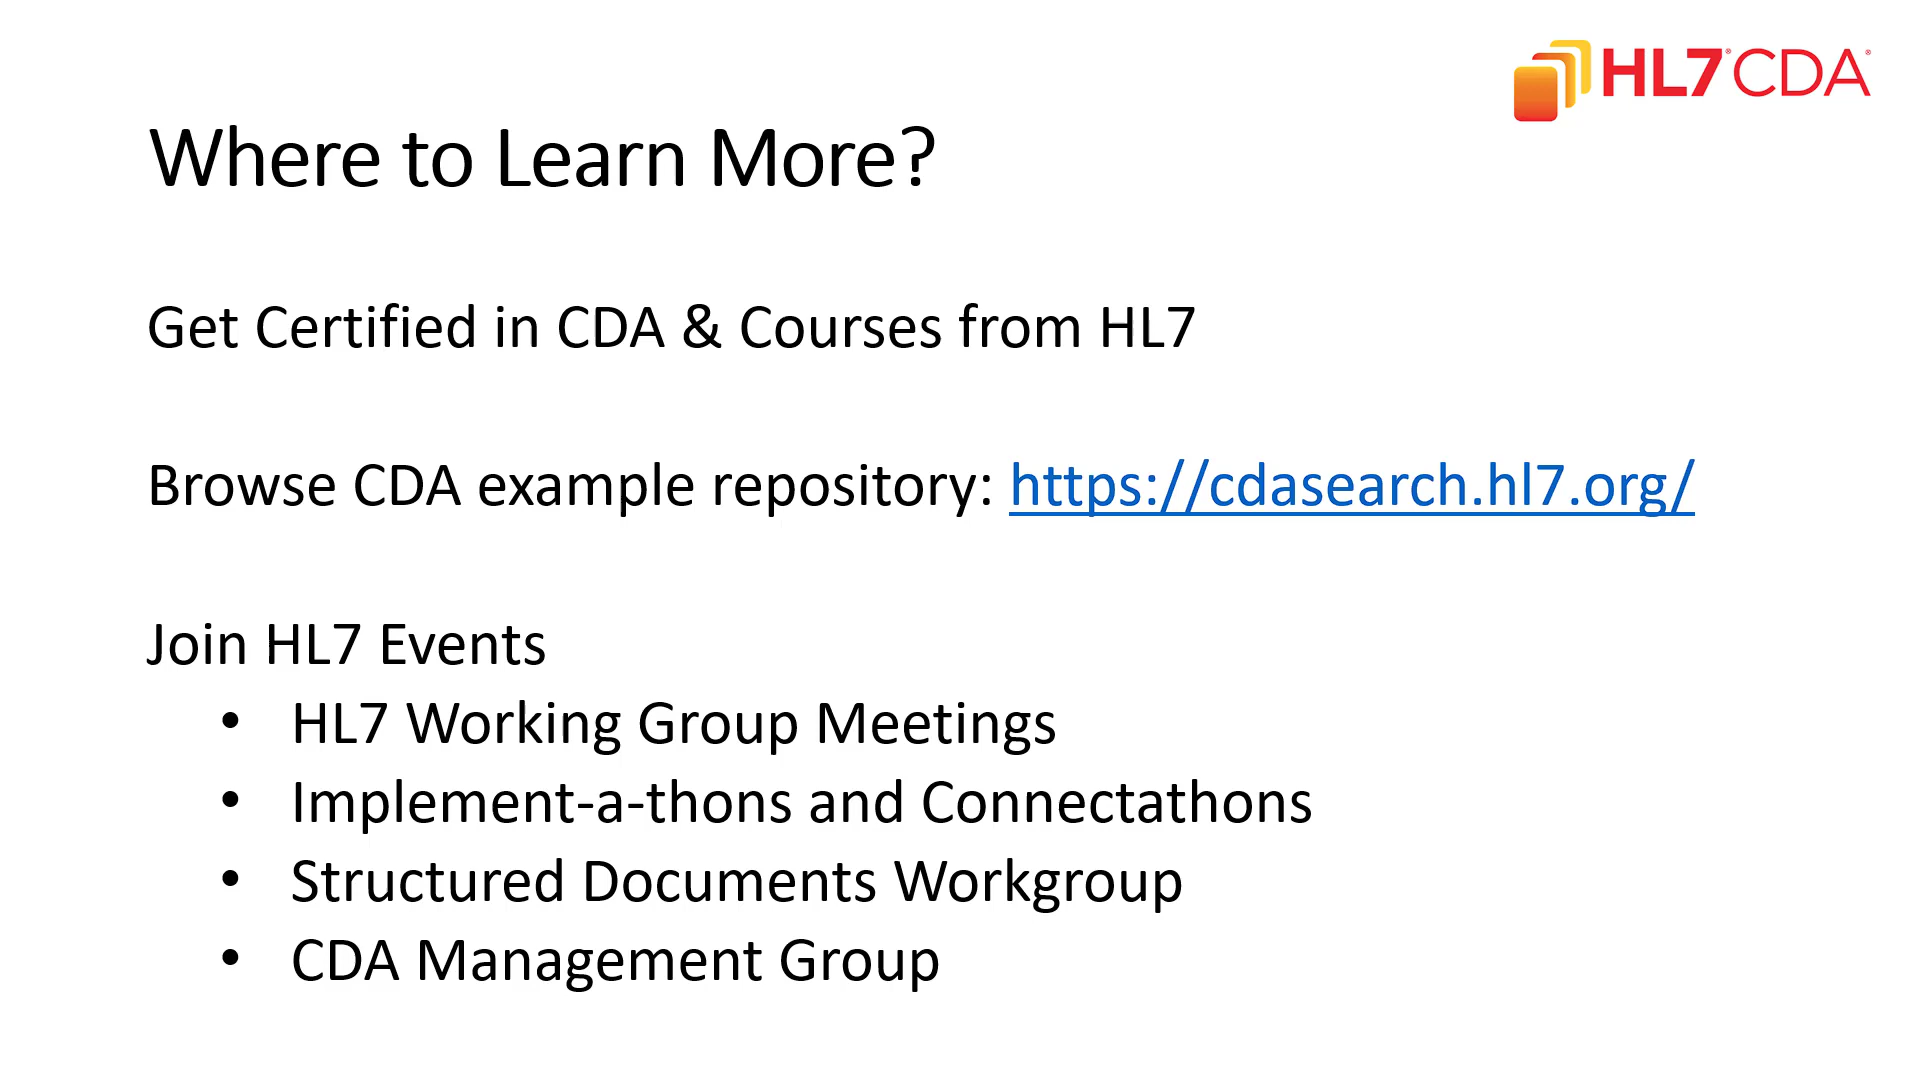 HL7® CDA®
Where to Learn More?
Get Certified in CDA & Courses from HL7
Browse CDA example repository: https://cdasearch.hl7.org/
Join HL7 Events
• HL7 Working Group Meetings
• Implement-a-thons and Connectathons
• Structured Documents Workgroup
• CDA Management Group